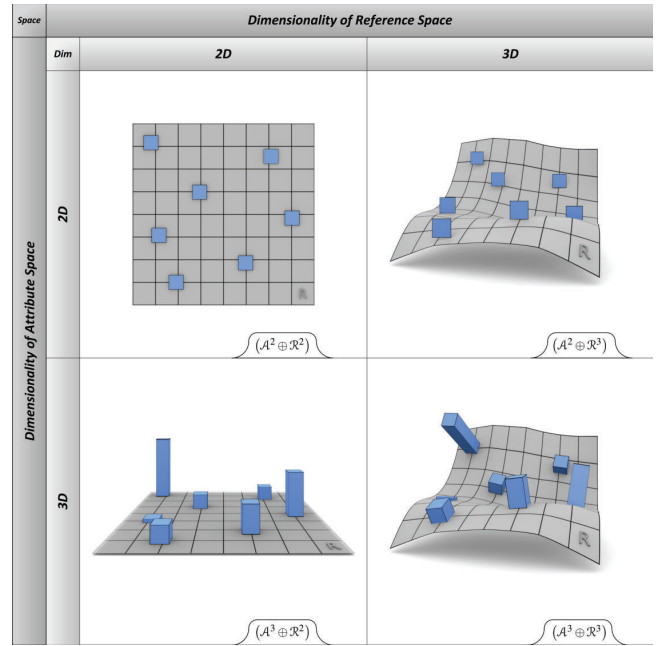 Space
Dimensionality of Reference Space
Dim
2D
3D
Dimensionality of Attribute Space
2D
R
R
(𝒜² ⊕ ℛ²)
(𝒜² ⊕ ℛ³)
3D
R
R
(𝒜³ ⊕ ℛ²)
(𝒜³ ⊕ ℛ³)